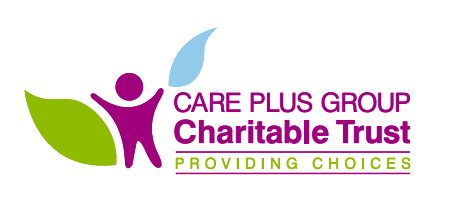 CARE PLUS GROUP
Charitable Trust
PROVIDING CHOICES